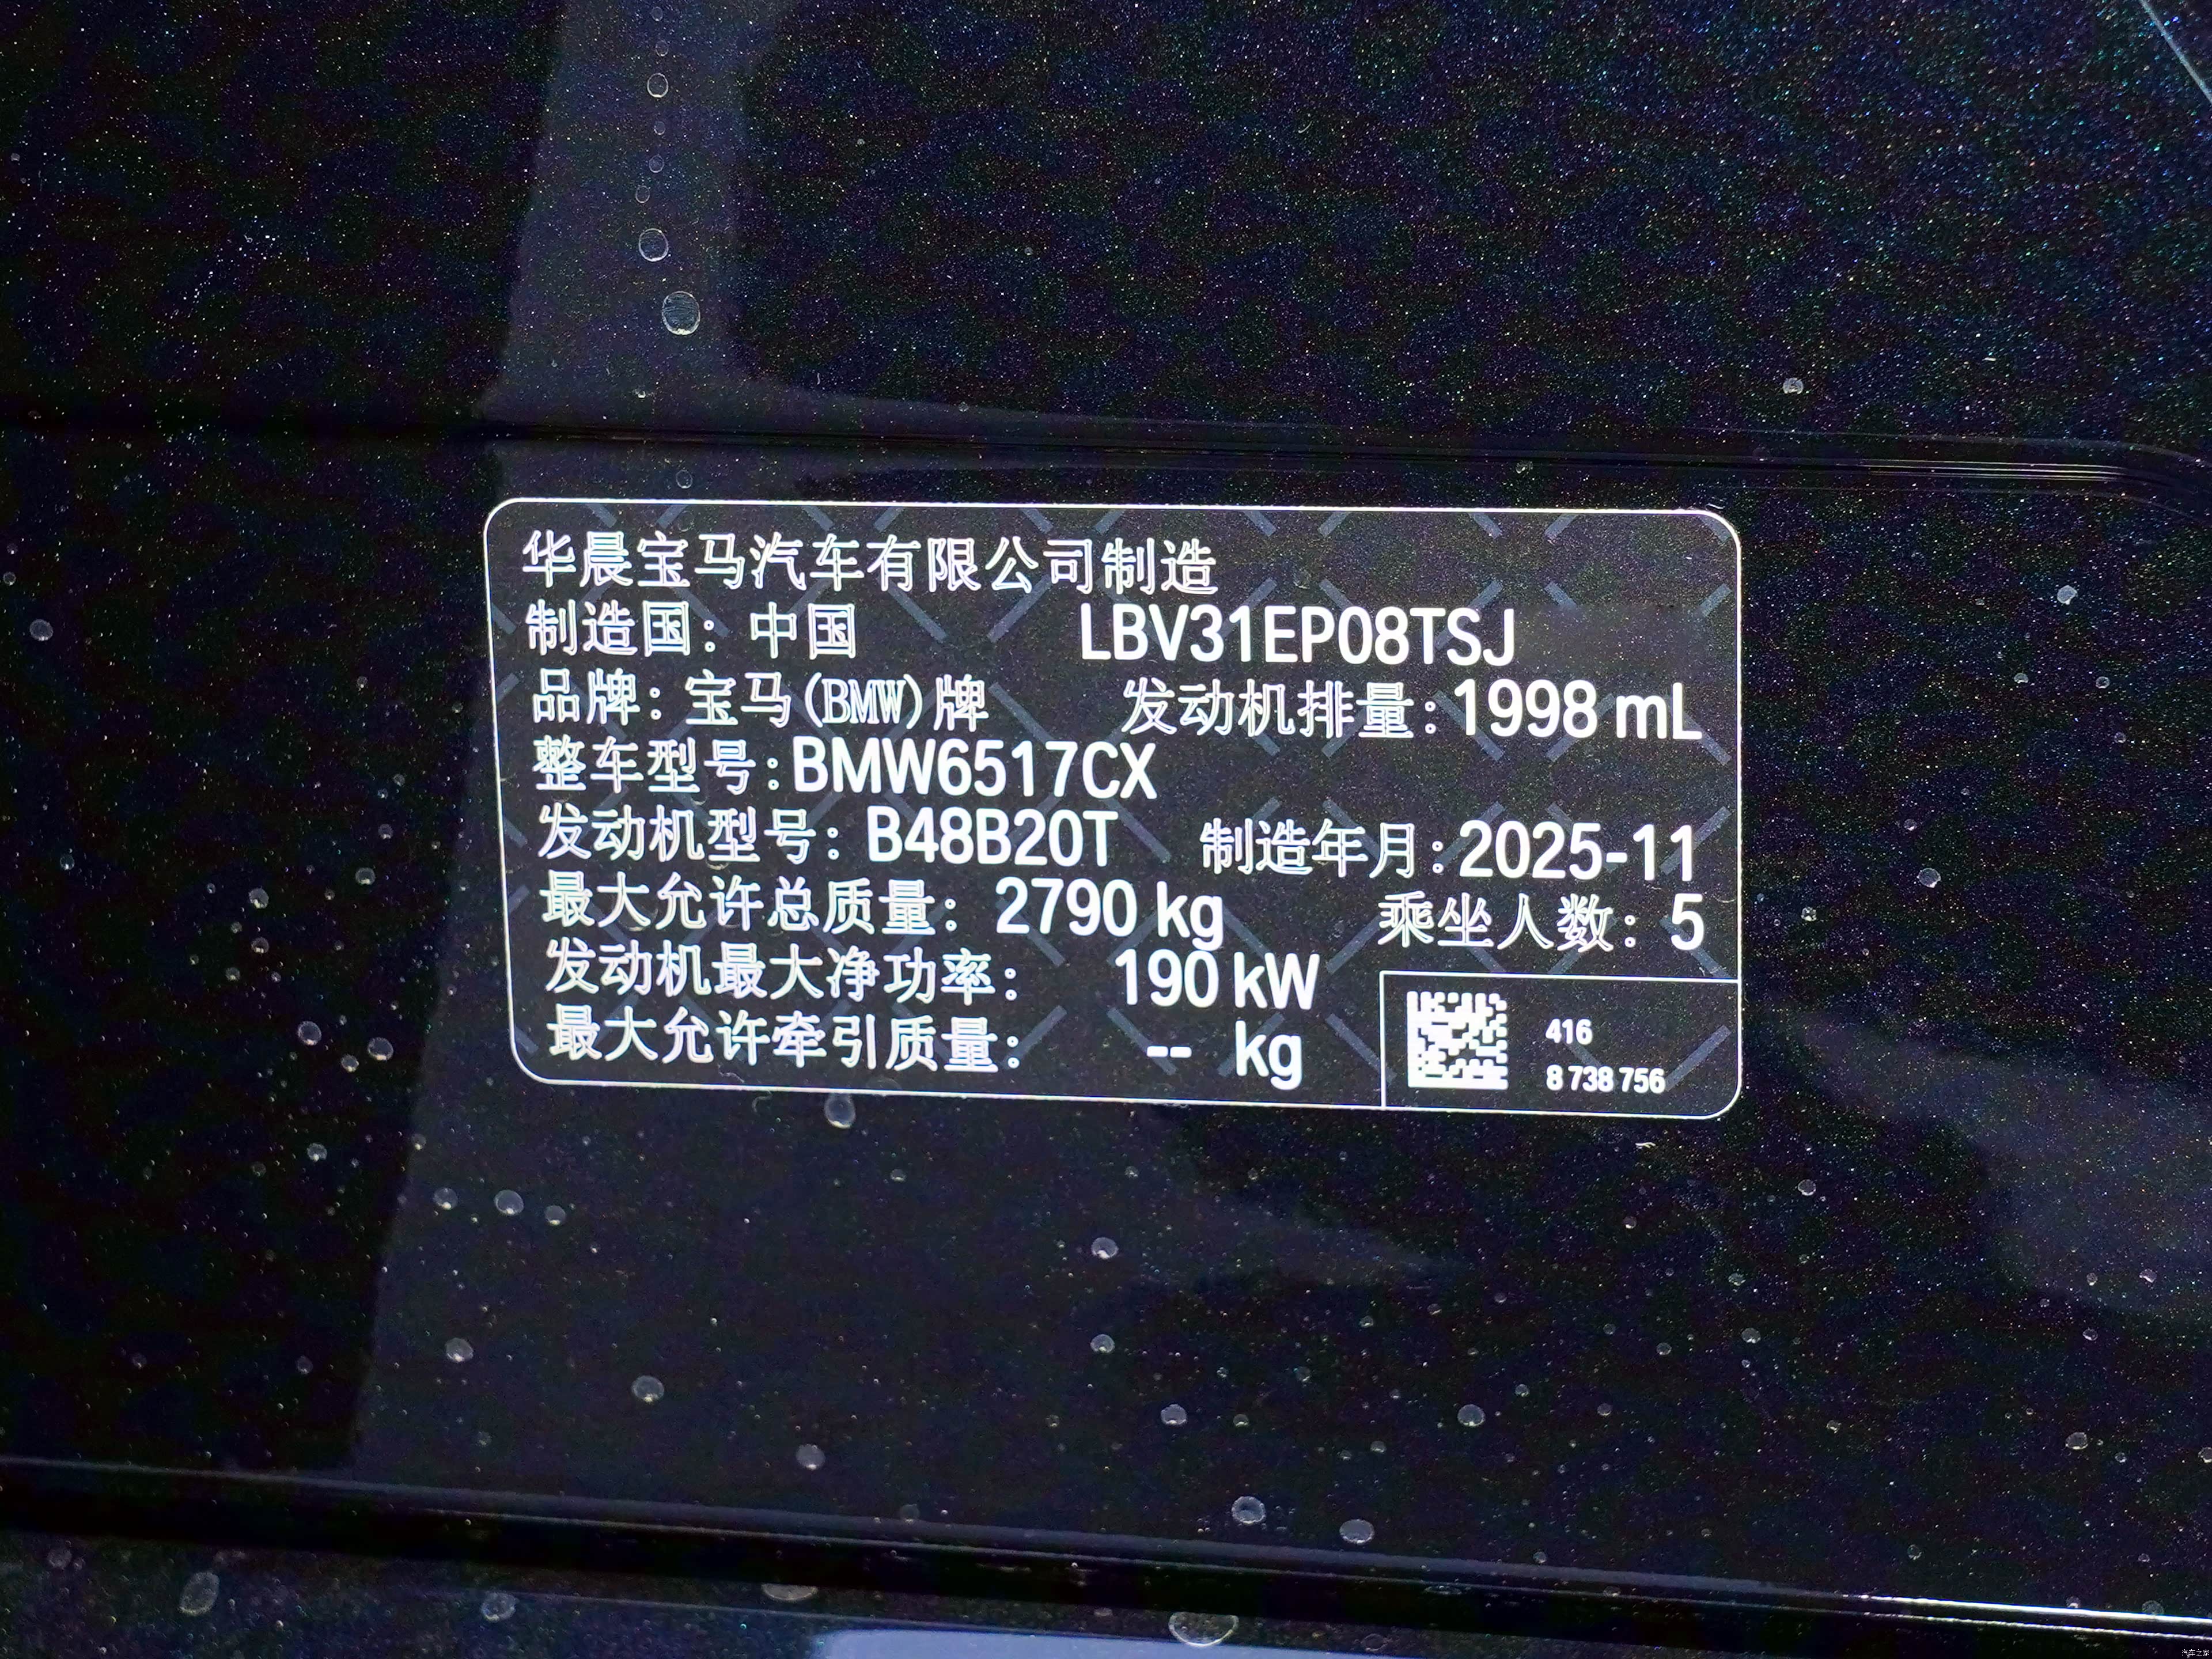 华晨宝马汽车有限公司制造
制造国：中国 LBV31EP08TSJ
品牌：宝马(BMW)牌 发动机排量：1998 mL
整车型号：BMW6517CX
发动机型号：B48B20T 制造年月：2025-11
最大允许总质量：2790 kg 乘坐人数：5
发动机最大净功率：190 kW
最大允许牵引质量：-- kg
416
8 738 756
汽车之家